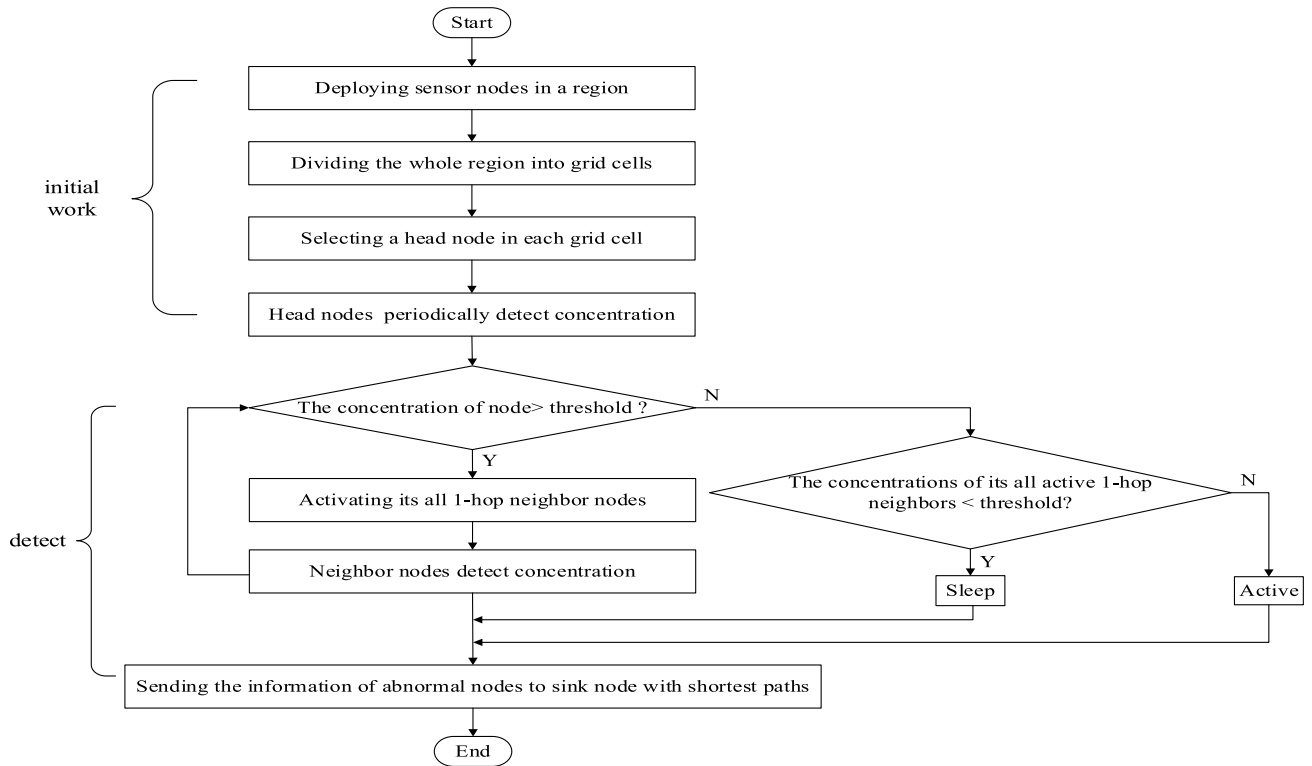 Start
Deploying sensor nodes in a region
Dividing the whole region into grid cells
initial
work
Selecting a head node in each grid cell
Head nodes periodically detect concentration
The concentration of node> threshold ?
N
Y
The concentrations of its all active 1-hop
neighbors < threshold?
N
Activating its all 1-hop neighbor nodes
detect
Neighbor nodes detect concentration
Y
Sleep
Active
Sending the information of abnormal nodes to sink node with shortest paths
End